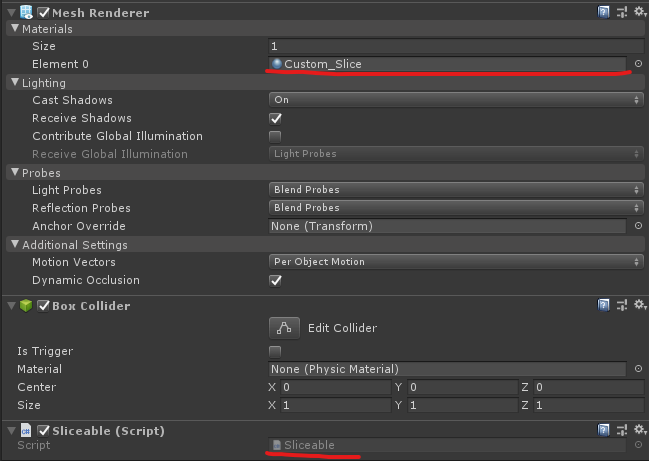 Mesh Renderer
Materials
Size 1
Element 0 Custom_Slice
Lighting
Cast Shadows On
Receive Shadows
Contribute Global Illumination
Receive Global Illumination Light Probes
Probes
Light Probes Blend Probes
Reflection Probes Blend Probes
Anchor Override None (Transform)
Additional Settings
Motion Vectors Per Object Motion
Dynamic Occlusion
Box Collider
Edit Collider
Is Trigger
Material None (Physic Material)
Center X 0 Y 0 Z 0
Size X 1 Y 1 Z 1
Sliceable (Script)
Script Sliceable